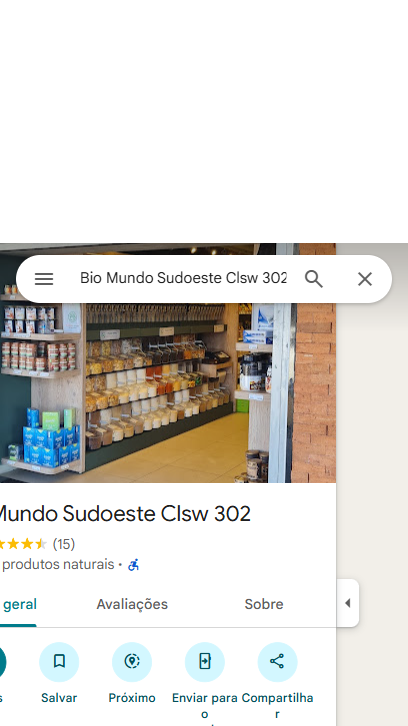 Bio Mundo Sudoeste Clsw 302
Mundo Sudoeste Clsw 302
(15)
produtos naturais ·
geral
Avaliações
Sobre
s
Salvar
Próximo
Enviar para o
Compartilhar